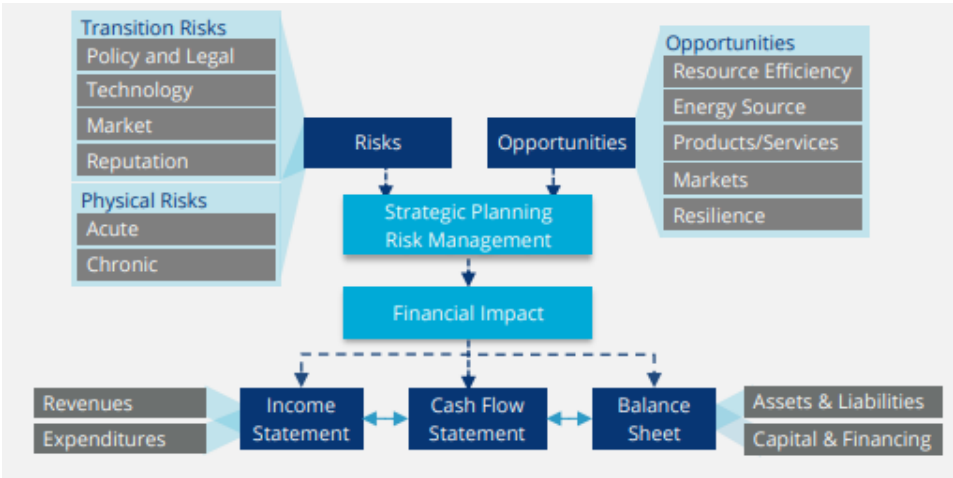 Transition Risks
Policy and Legal
Technology
Market
Reputation
Physical Risks
Acute
Chronic
Risks
Opportunities
Opportunities
Resource Efficiency
Energy Source
Products/Services
Markets
Resilience
Strategic Planning
Risk Management
Financial Impact
Revenues
Expenditures
Income
Statement
Cash Flow
Statement
Balance
Sheet
Assets & Liabilities
Capital & Financing